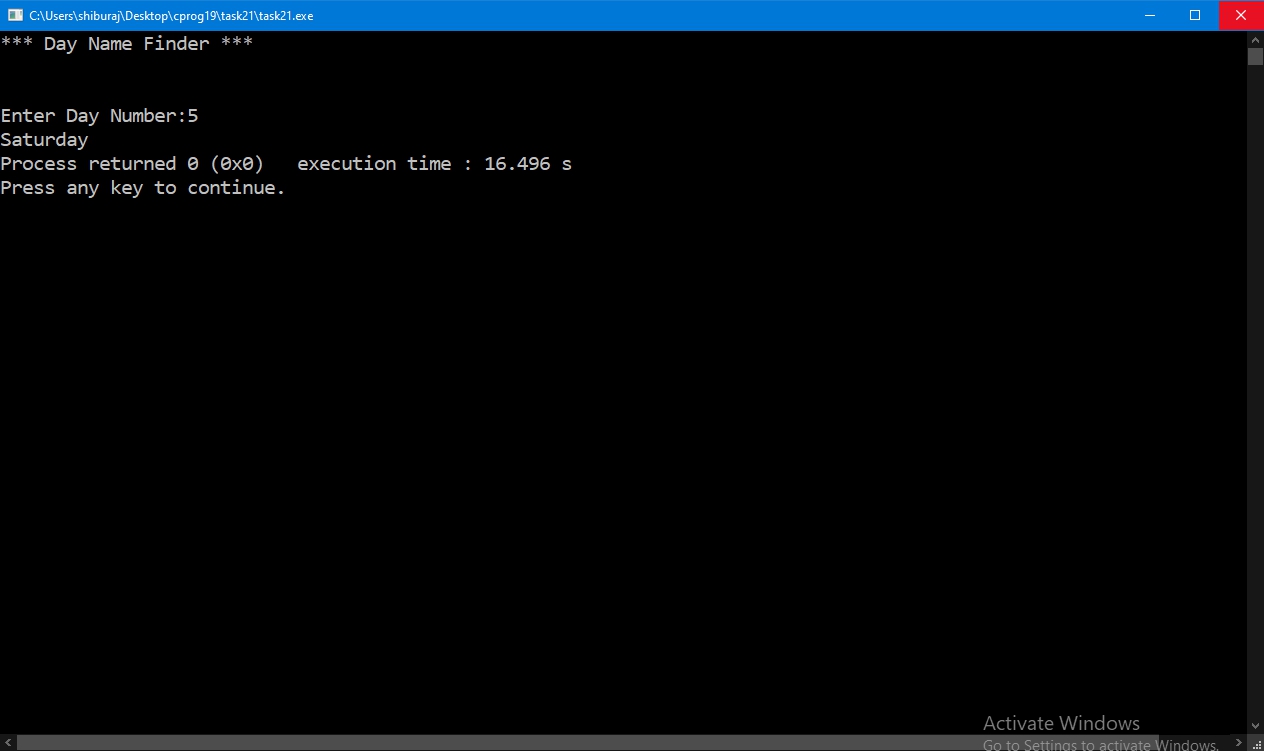 C:\Users\shiburaj\Desktop\cprog19\task21\task21.exe
*** Day Name Finder ***
Enter Day Number:5
Saturday
Process returned 0 (0x0)   execution time : 16.496 s
Press any key to continue.
Activate Windows
Go to Settings to activate Windows.